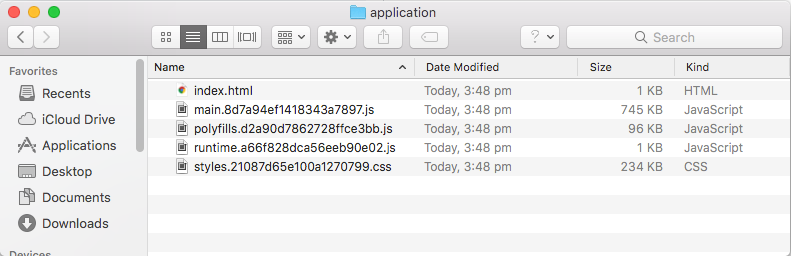 application
?
Search
Favorites
Recents
iCloud Drive
Applications
Desktop
Documents
Downloads
Devices
Name Date Modified Size Kind
index.html Today, 3:48 pm 1 KB HTML
main.8d7a94ef1418343a7897.js Today, 3:48 pm 745 KB JavaScript
polyfills.d2a90d7862728ffce3bb.js Today, 3:48 pm 96 KB JavaScript
runtime.a66f828dca56eeb90e02.js Today, 3:48 pm 1 KB JavaScript
styles.21087d65e100a1270799.css Today, 3:48 pm 234 KB CSS